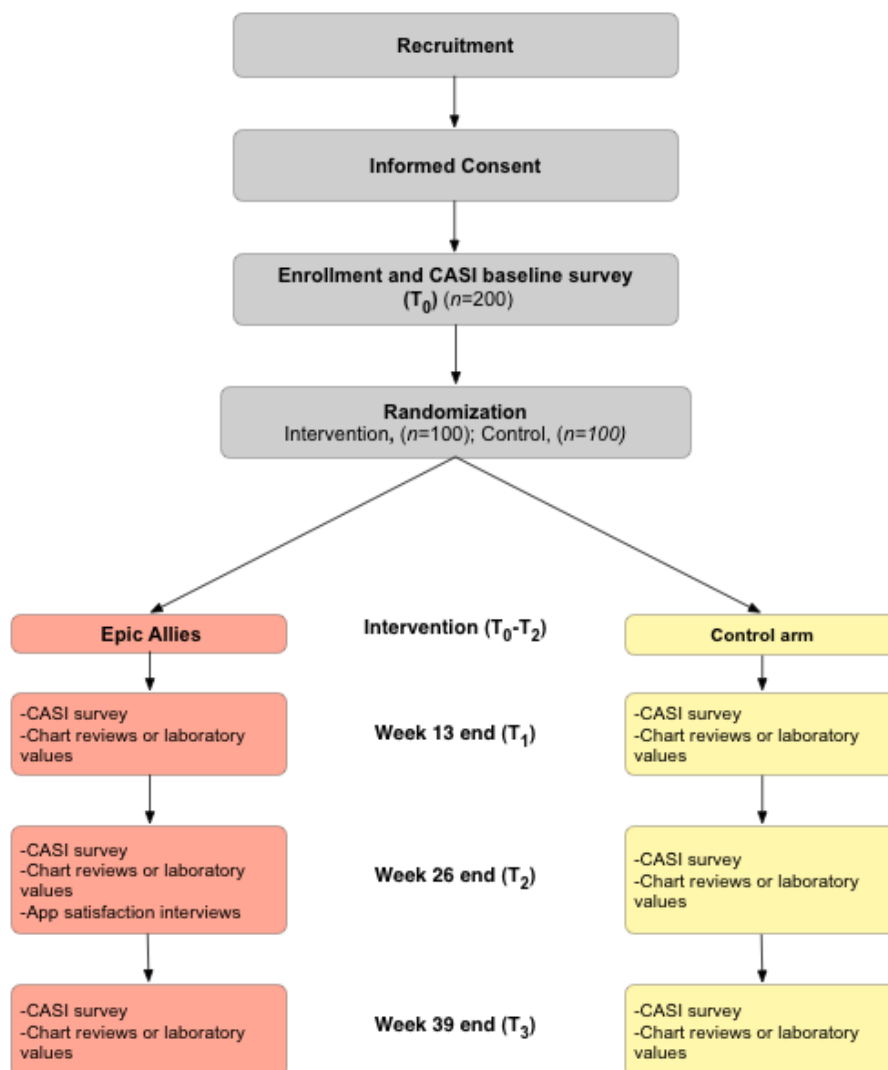 Recruitment
Informed Consent
Enrollment and CASI baseline survey
(T0) (n=200)
Randomization
Intervention, (n=100); Control, (n=100)
Epic Allies
Intervention (T0-T2)
Control arm
-CASI survey
-Chart reviews or laboratory
values
Week 13 end (T1)
-CASI survey
-Chart reviews or laboratory
values
-CASI survey
-Chart reviews or laboratory
values
-App satisfaction interviews
Week 26 end (T2)
-CASI survey
-Chart reviews or laboratory
values
-CASI survey
-Chart reviews or laboratory
values
Week 39 end (T3)
-CASI survey
-Chart reviews or laboratory
values